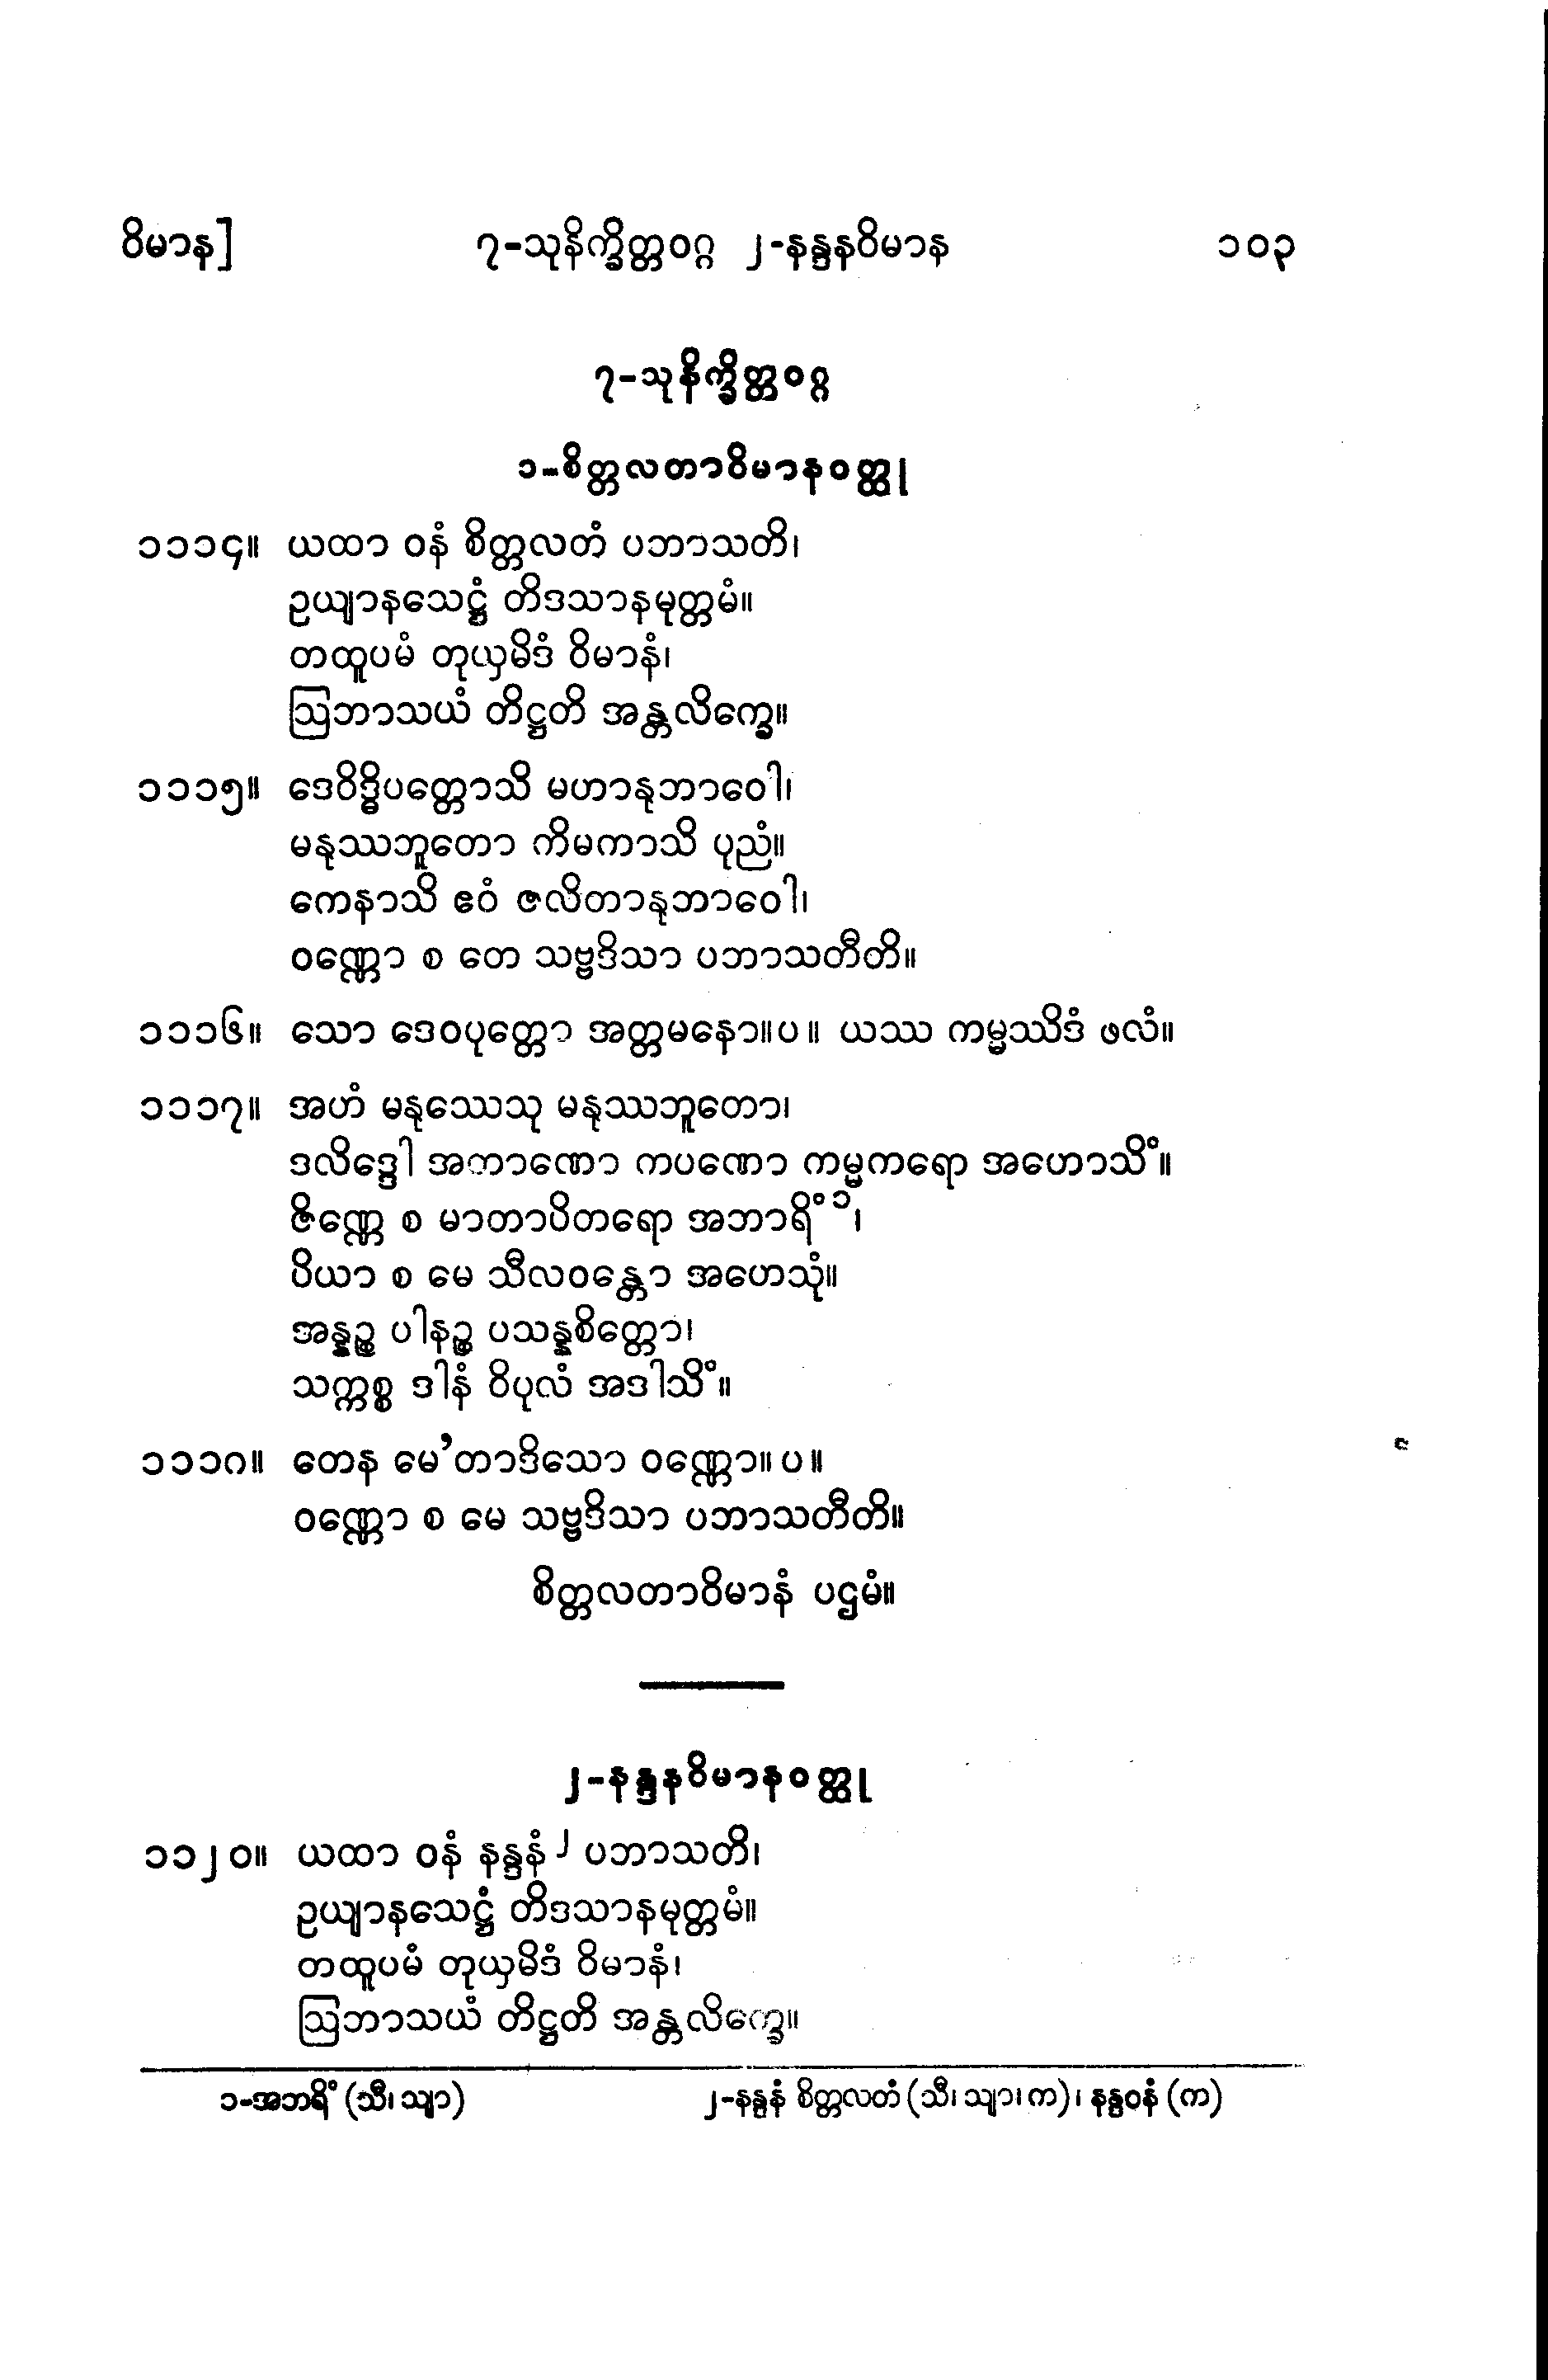 ဝိမာန]
၇-သုနိက္ခိတ္တဝဂ္ဂ ၂-နန္ဒနဝိမာန
၁၀၃
၇-သုနိက္ခိတ္တဝဂ္ဂ
၁-စိတ္တလတာဝိမာနဝတ္ထု
၁၁၁၄။ ယထာ ဝနံ စိတ္တလတံ ပဘာသတိ၊
ဥယျာနသေဋ္ဌံ တိဒသာနမုတ္တမံ။
တထူပမံ တုယှမိဒံ ဝိမာနံ၊
ဩဘာသယံ တိဋ္ဌတိ အန္တလိက္ခေ။
၁၁၁၅။ ဒေဝိဒ္ဓိပတ္တောသိ မဟာနုဘာဝေါ၊
မနုဿဘူတော ကိမကာသိ ပုညံ။
ကေနာသိ ဧဝံ ဇလိတာနုဘာဝေါ၊
ဝဏ္ဏော စ တေ သဗ္ဗဒိသာ ပဘာသတီတိ။
၁၁၁၆။ သော ဒေဝပုတ္တော အတ္တမနော။ပ။ ယဿ ကမ္မဿိဒံ ဖလံ။
၁၁၁၇။ အဟံ မနုဿေသု မနုဿဘူတော၊
ဒလိဒ္ဒေါ အတာဏော ကပဏော ကမ္မကရော အဟောသိံ။
ဇိဏ္ဏေ စ မာတာပိတရော အဘာရိံ ၁၊
ပိယာ စ မေ သီလဝန္တော အဟေသုံ။
အန္နဉ္စ ပါနဉ္စ ပသန္နစိတ္တော၊
သက္ကစ္စ ဒါနံ ဝိပုလံ အဒါသိံ။
၁၁၁၈။ တေန မေ’တာဒိသော ဝဏ္ဏော။ပ။
ဝဏ္ဏော စ မေ သဗ္ဗဒိသာ ပဘာသတီတိ။
စိတ္တလတာဝိမာနံ ပဌမံ။
၂-နန္ဒနဝိမာနဝတ္ထု
၁၁၂၀။ ယထာ ဝနံ နန္ဒနံ ၂ ပဘာသတိ၊
ဥယျာနသေဋ္ဌံ တိဒသာနမုတ္တမံ။
တထူပမံ တုယှမိဒံ ဝိမာနံ၊
ဩဘာသယံ တိဋ္ဌတိ အန္တလိက္ခေ။
၁-အဘရိံ (သီ၊ သျာ)
၂-နန္ဒနံ စိတ္တလတံ (သီ၊ သျာ၊ က)၊ နန္ဒဝနံ (က)